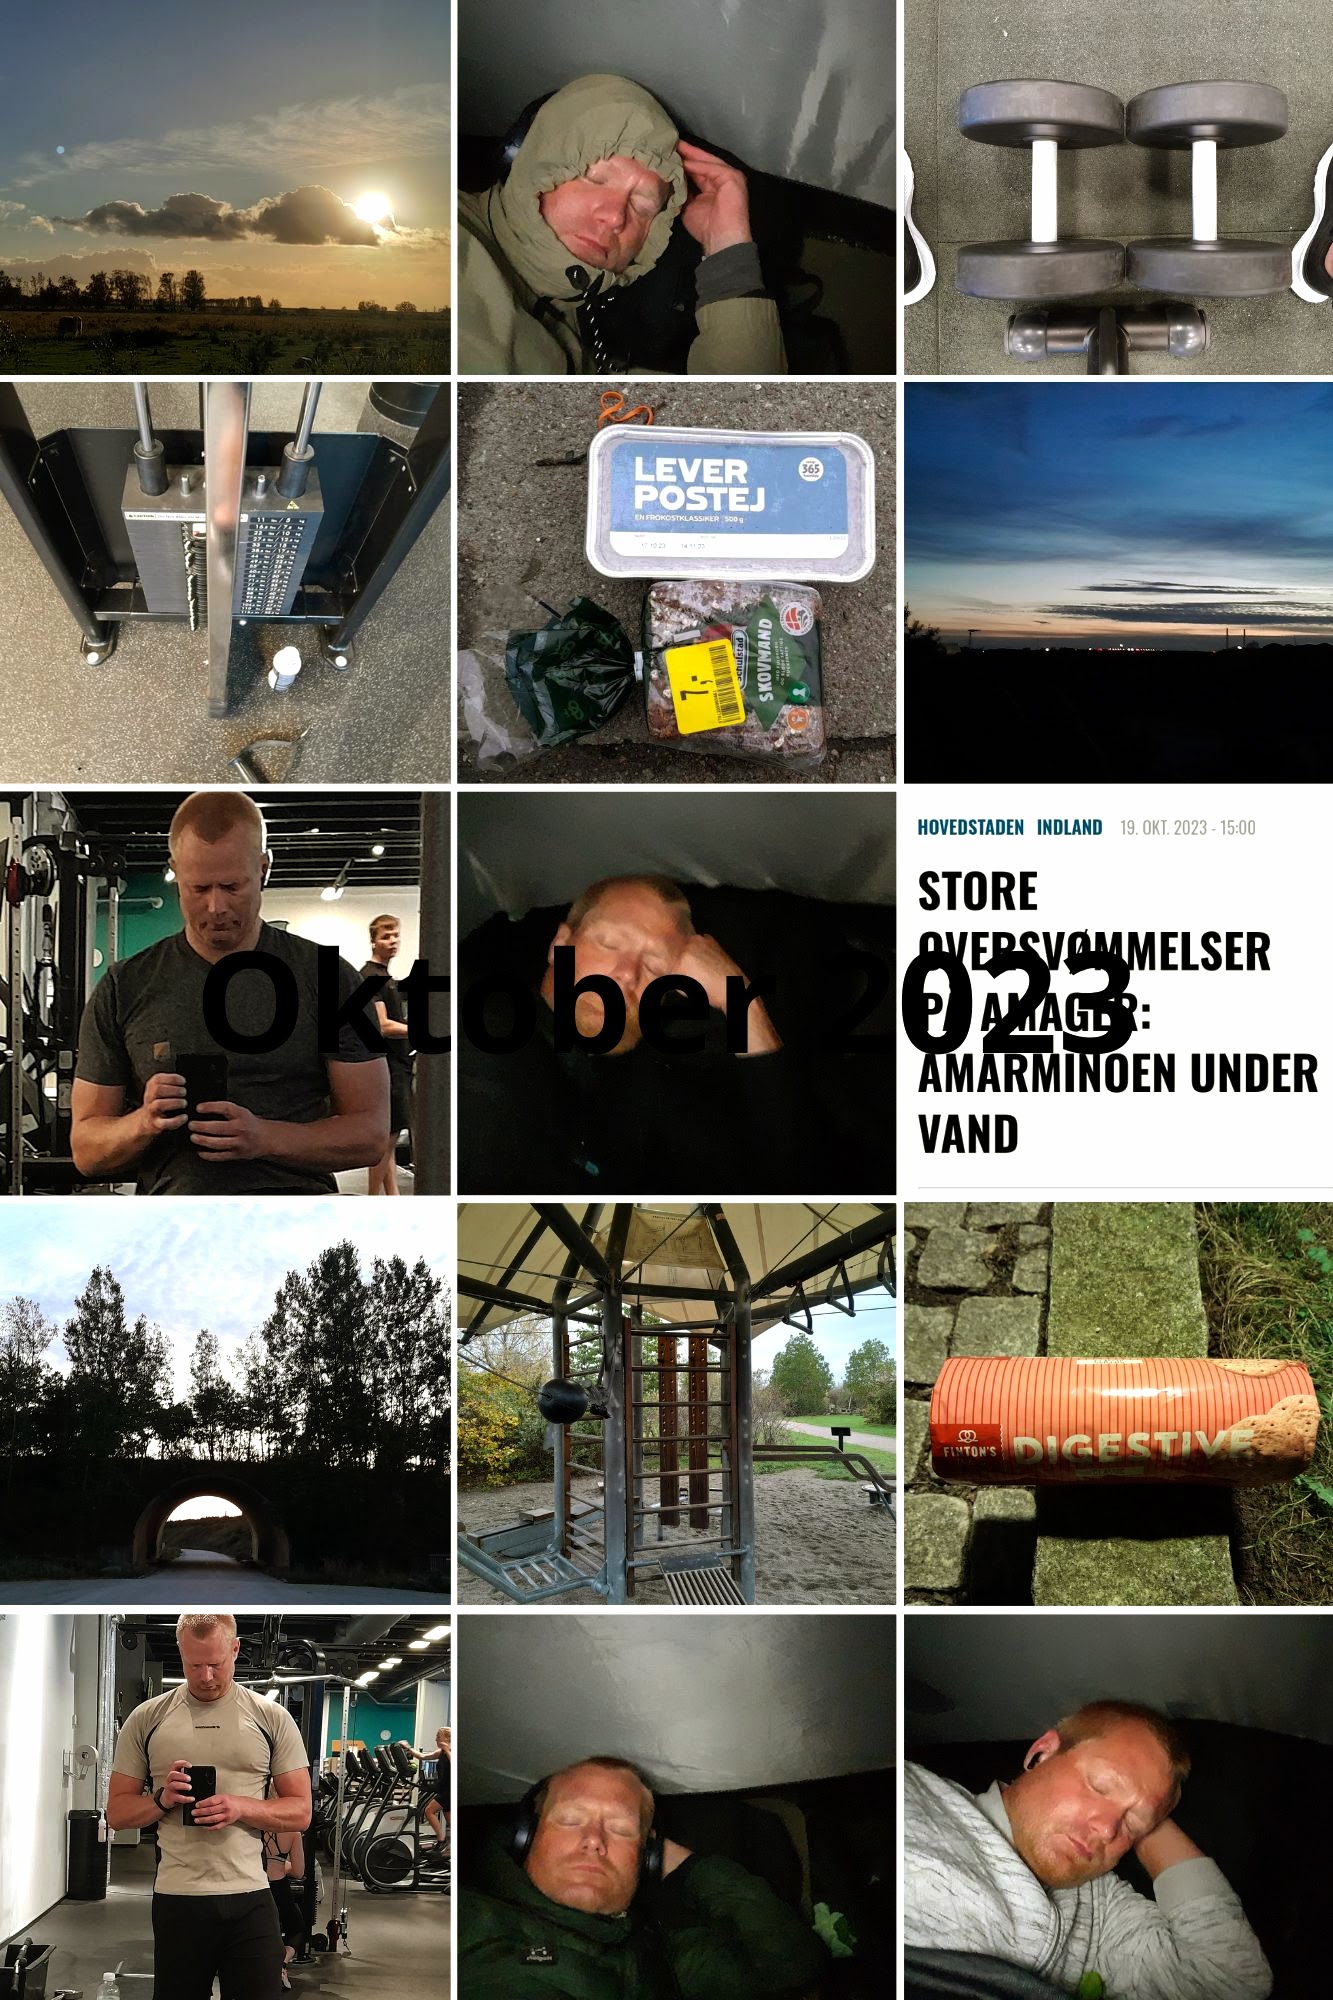 LEVER
POSTEJ
EN FROKOSTKLASSIKER 500 g
365
Schulstad
SKOVMAND
7,-
HOVEDSTADEN INDLAND 19. OKT. 2023 - 15:00
STORE
OVERSVØMMELSER
PÅ AMAGER:
AMARMINOEN UNDER
VAND
Oktober 2023
FINTON'S
DIGESTIVE